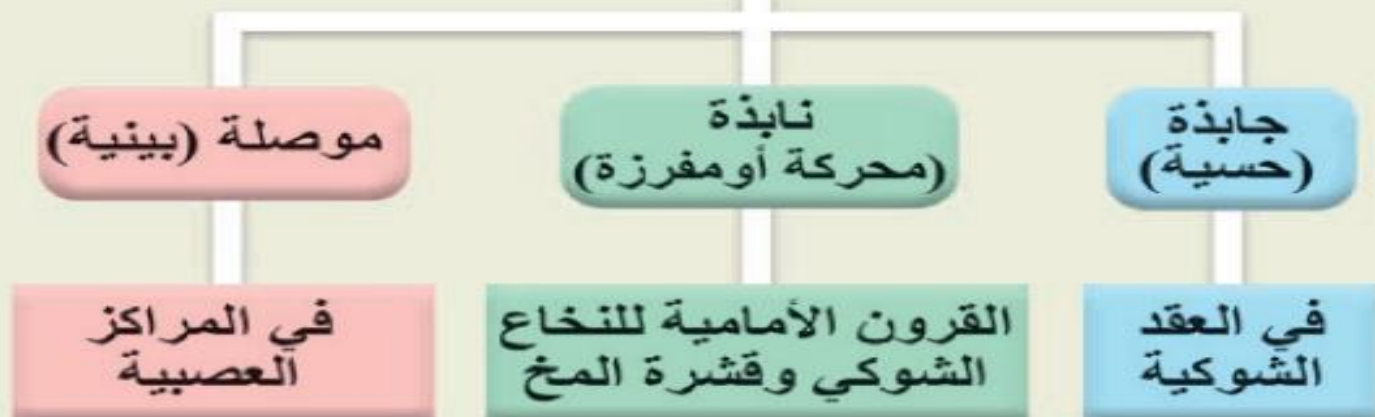 جابذة
(حسية)
نابذة
(محركة أومفرزة)
موصلة (بينية)
في العقد
الشوكية
القرون الأمامية للنخاع
الشوكي وقشرة المخ
في المراكز
العصبية